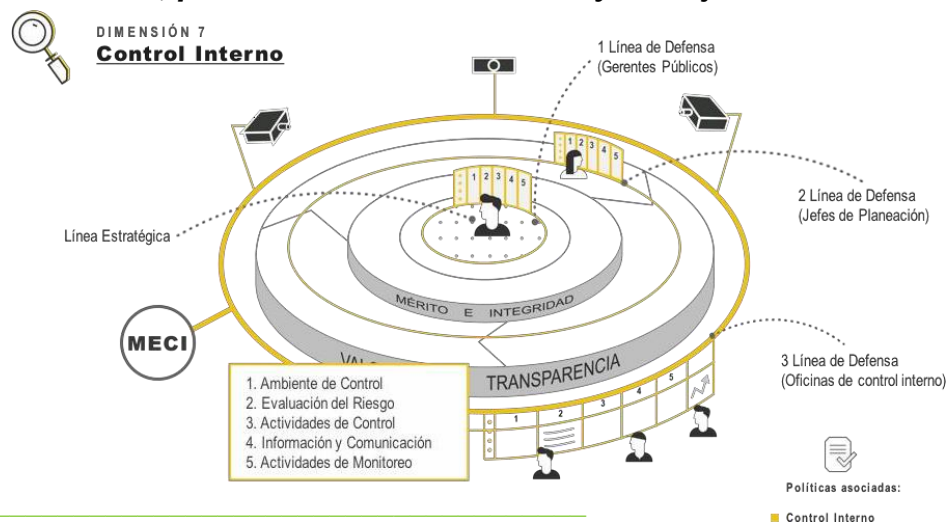 DIMENSIÓN 7
Control Interno
1 Línea de Defensa
(Gerentes Públicos)
1 2 3 4 5
1 2 3 4 5
2 Línea de Defensa
(Jefes de Planeación)
Línea Estratégica
MÉRITO E INTEGRIDAD
MECI
TRANSPARENCIA
3 Línea de Defensa
(Oficinas de control interno)
1. Ambiente de Control
2. Evaluación del Riesgo
3. Actividades de Control
4. Información y Comunicación
5. Actividades de Monitoreo
1 2 3 4 5
Políticas asociadas:
Control Interno